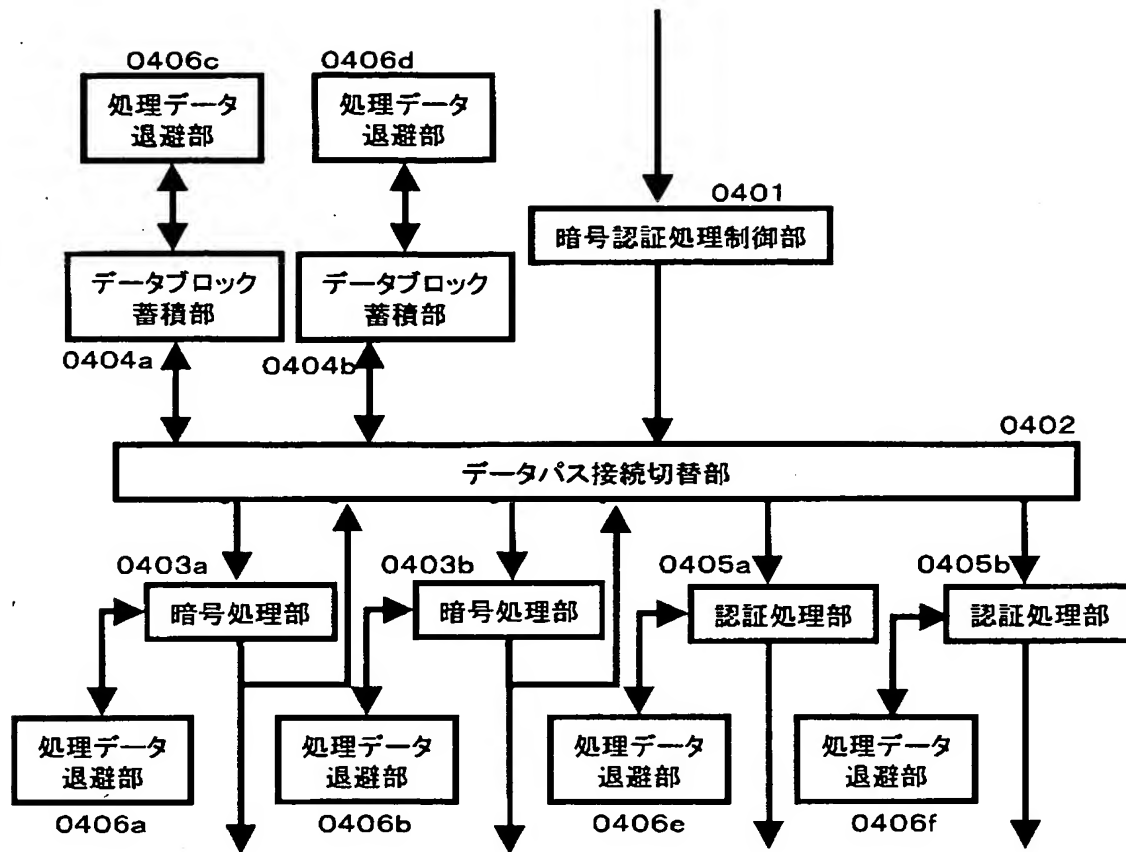 0406c
0406d
処理データ
退避部
処理データ
退避部
0401
暗号認証処理制御部
データブロック
蓄積部
データブロック
蓄積部
0404a
0404b
0402
データパス接続切替部
0403a
0403b
0405a
0405b
暗号処理部
暗号処理部
認証処理部
認証処理部
処理データ
退避部
処理データ
退避部
処理データ
退避部
処理データ
退避部
0406a
0406b
0406e
0406f